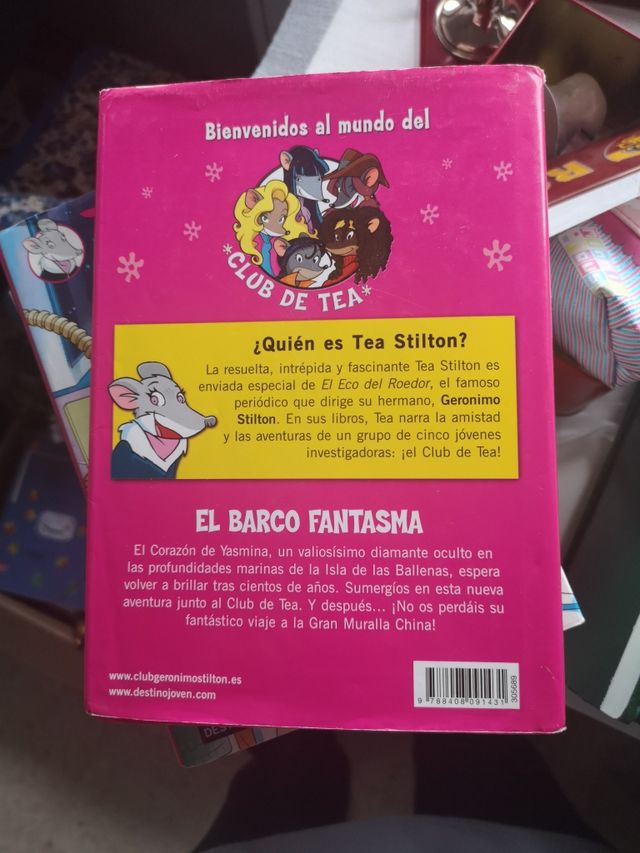 Bienvenidos al mundo del
*CLUB DE TEA*
¿Quién es Tea Stilton?
La resuelta, intrépida y fascinante Tea Stilton es
enviada especial de El Eco del Roedor, el famoso
periódico que dirige su hermano, Geronimo
Stilton. En sus libros, Tea narra la amistad
y las aventuras de un grupo de cinco jóvenes
investigadoras: ¡el Club de Tea!
EL BARCO FANTASMA
El Corazón de Yasmina, un valiosísimo diamante oculto en
las profundidades marinas de la Isla de las Ballenas, espera
volver a brillar tras cientos de años. Sumergíos en esta nueva
aventura junto al Club de Tea. Y después... ¡No os perdáis su
fantástico viaje a la Gran Muralla China!
www.clubgeronimostilton.es
www.destinojoven.com
9 788408 091431
305689